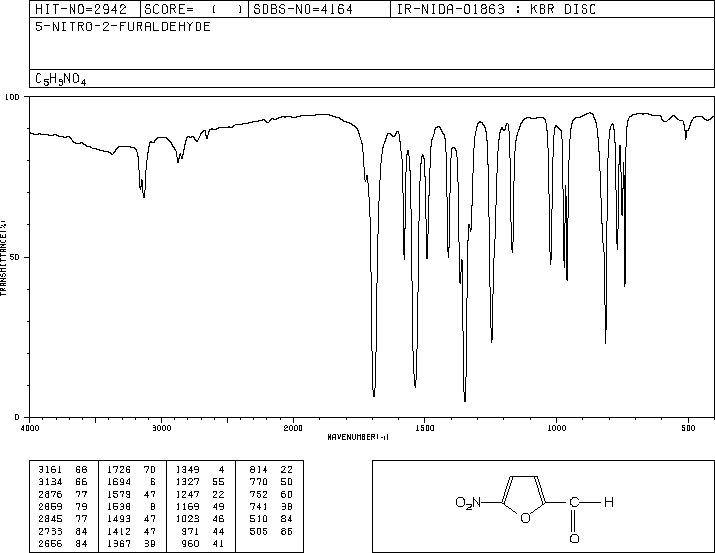 HIT-NO=2942 SCORE= ( ) SDBS-NO=4164 IR-NIDA-01863 : KBR DISC
5-NITRO-2-FURALDEHYDE
C5H3NO4
100
TRANSMITTANCE(%)
50
0
4000 3000 2000 1500 1000 500
WAVENUMBER(-1)
3161 68 1726 70 1349 4 814 22
3134 66 1694 6 1327 55 770 50
2876 77 1579 47 1247 22 752 60
2869 79 1538 8 1169 49 741 38
2845 77 1493 47 1023 46 510 84
2733 84 1412 47 971 44 505 86
2656 84 1367 39 960 41
O2N O C H
O